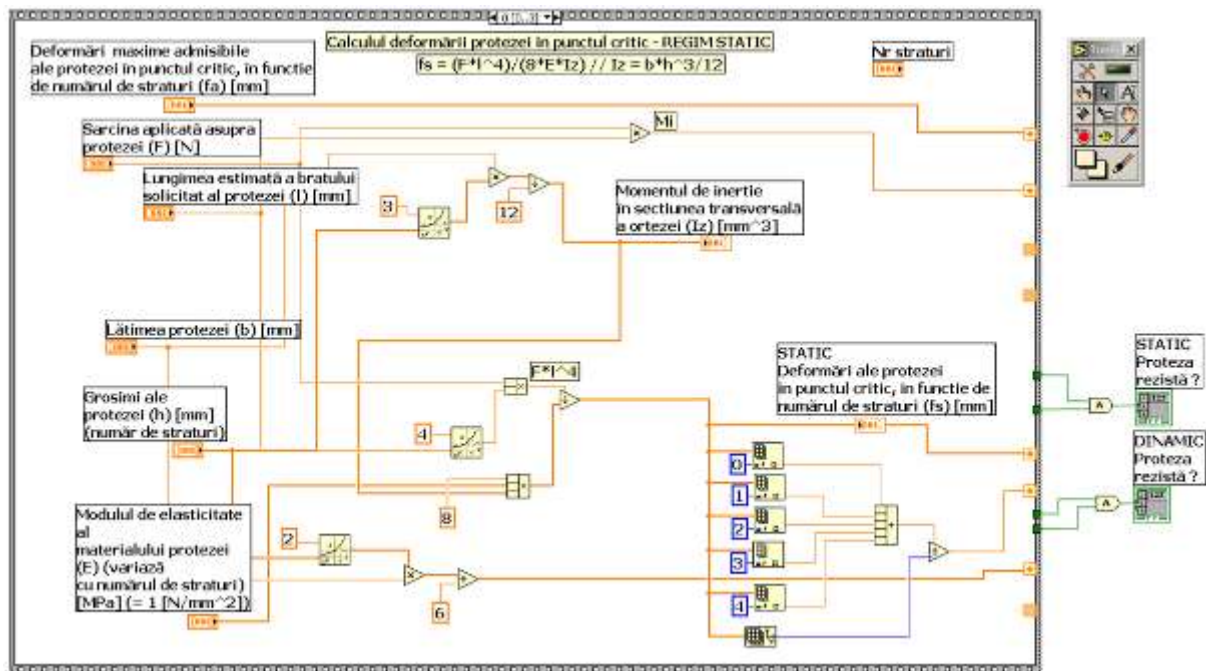 0 [0..3]
Calculul deformării protezei în punctul critic - REGIM STATIC
fs = (F*l^4)/(8*E*Iz) // Iz = b*h^3/12
Deformări maxime admisibile
ale protezei în punctul critic, în functie
de numărul de straturi (fa) [mm]
Nr straturi
Tools
Sarcina aplicată asupra
protezei (F) [N]
Mi
Lungimea estimată a bratului
solicitat al protezei (l) [mm]
3
12
Momentul de inertie
în sectiunea transversală
a ortezei (Iz) [mm^3]
Lătimea protezei (b) [mm]
F*l^4
STATIC
Deformări ale protezei
in punctul critic, in functie de
numărul de straturi (fs) [mm]
STATIC
Proteza
rezistă ?
Grosimi ale
protezei (h) [mm]
(număr de straturi)
4
8
0
1
2
3
4
DINAMIC
Proteza
rezistă ?
Modulul de elasticitate
al
materialului protezei
(E) (variază
cu numărul de straturi)
[MPa] (= 1 [N/mm^2])
2
6